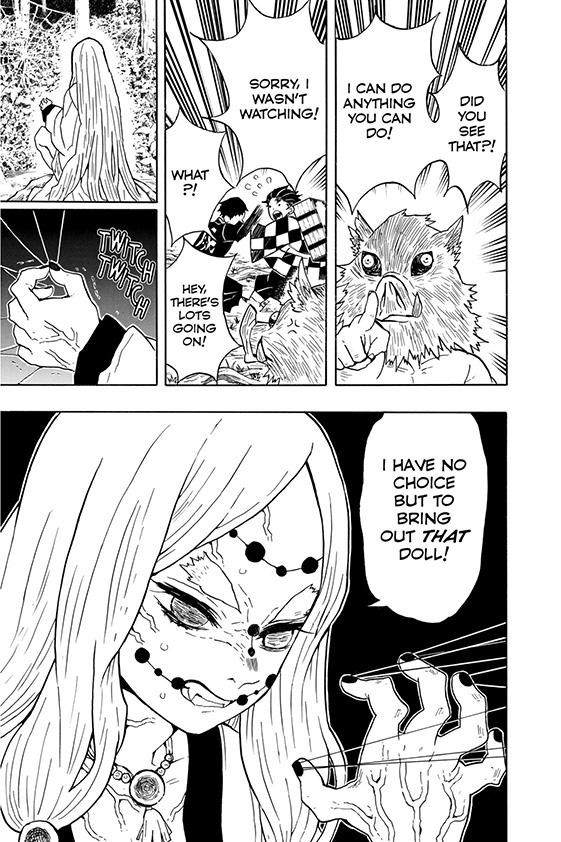 DID
YOU
SEE
THAT?!
I CAN DO
ANYTHING
YOU CAN
DO!
SORRY, I
WASN'T
WATCHING!
WHAT
?!
HEY,
THERE'S
LOTS
GOING
ON!
TWITCH
TWITCH
I HAVE NO
CHOICE
BUT TO
BRING
OUT THAT
DOLL!